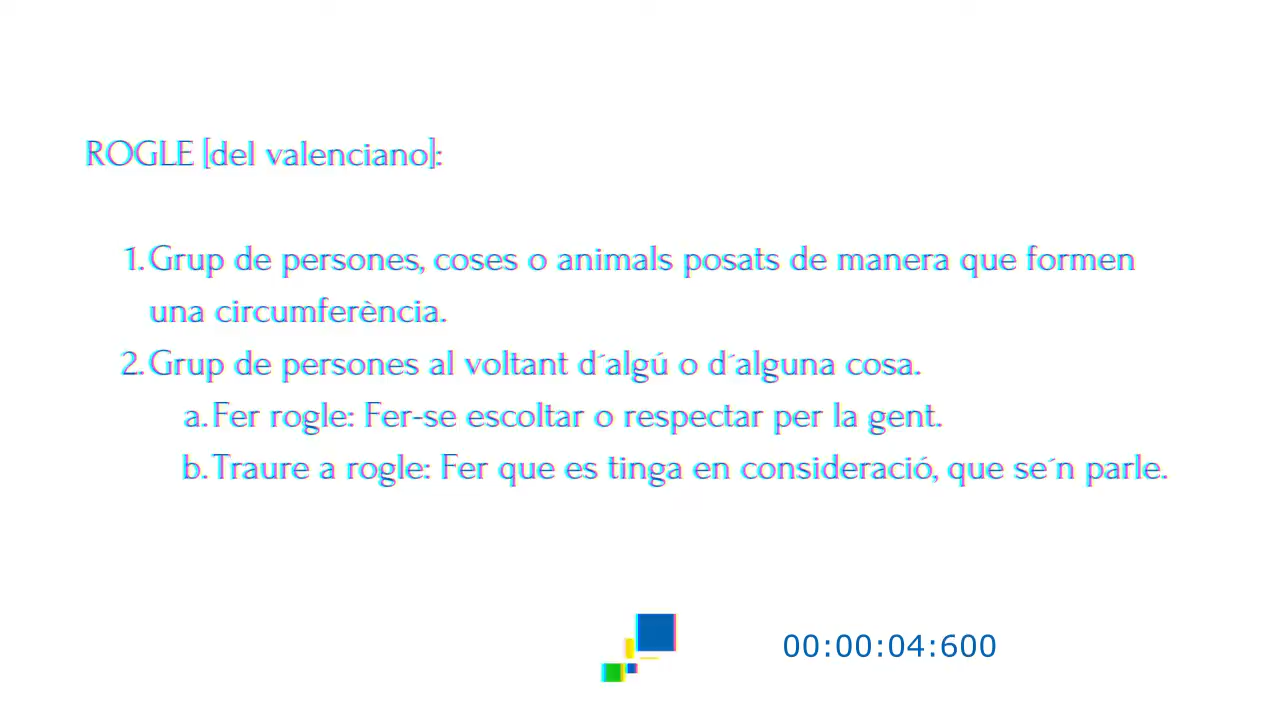 ROGLE [del valenciano]:
1. Grup de persones, coses o animals posats de manera que formen
una circumferència.
2. Grup de persones al voltant d´algú o d´alguna cosa.
a. Fer rogle: Fer-se escoltar o respectar per la gent.
b. Traure a rogle: Fer que es tinga en consideració, que se´n parle.
00:00:04:600